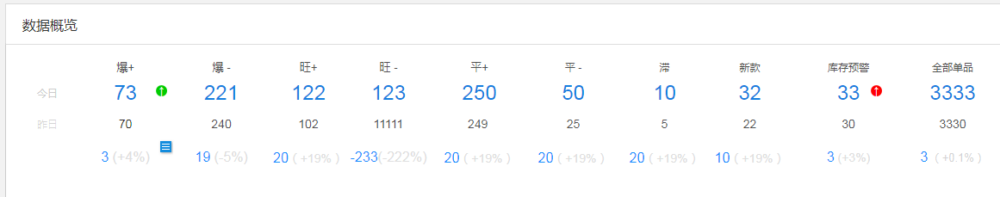 数据概览
爆+ 爆 - 旺+ 旺 - 平+ 平 - 滞 新款 库存预警 全部单品
今日 73 221 122 123 250 50 10 32 33 3333
昨日 70 240 102 11111 249 25 5 22 30 3330
3 (+4%) 19 (-5%) 20 ( +19% ) -233(-222%) 20 ( +19% ) 20 ( +19% ) 20 ( +19% ) 10 ( +19% ) 3 (+3%) 3 ( +0.1% )